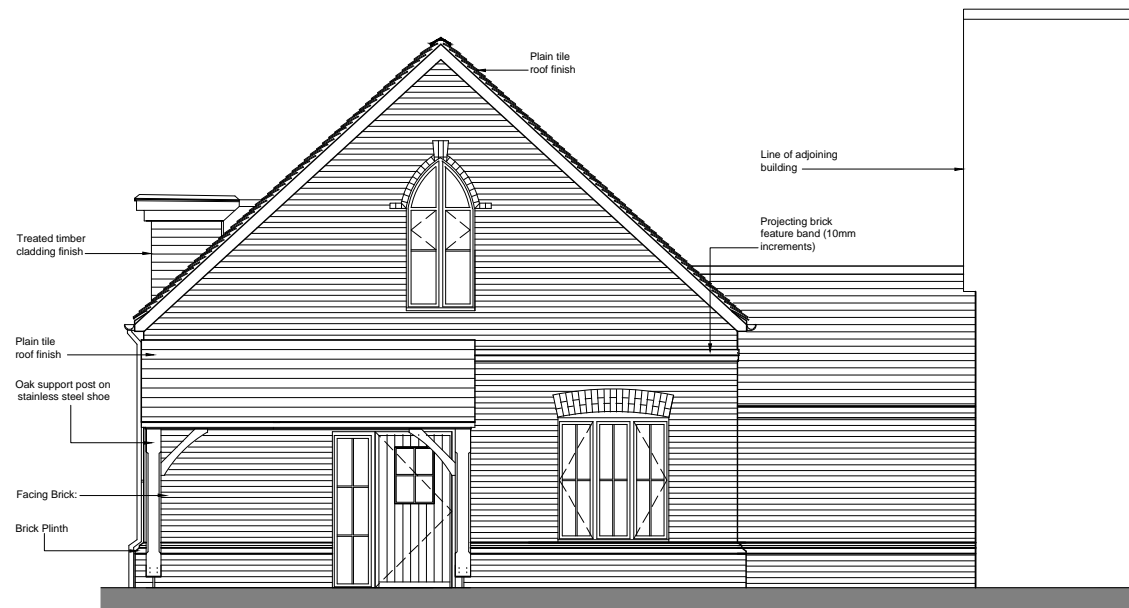 Plain tile
roof finish
Line of adjoining
building
Projecting brick
feature band (10mm
increments)
Treated timber
cladding finish
Plain tile
roof finish
Oak support post on
stainless steel shoe
Facing Brick:
Brick Plinth